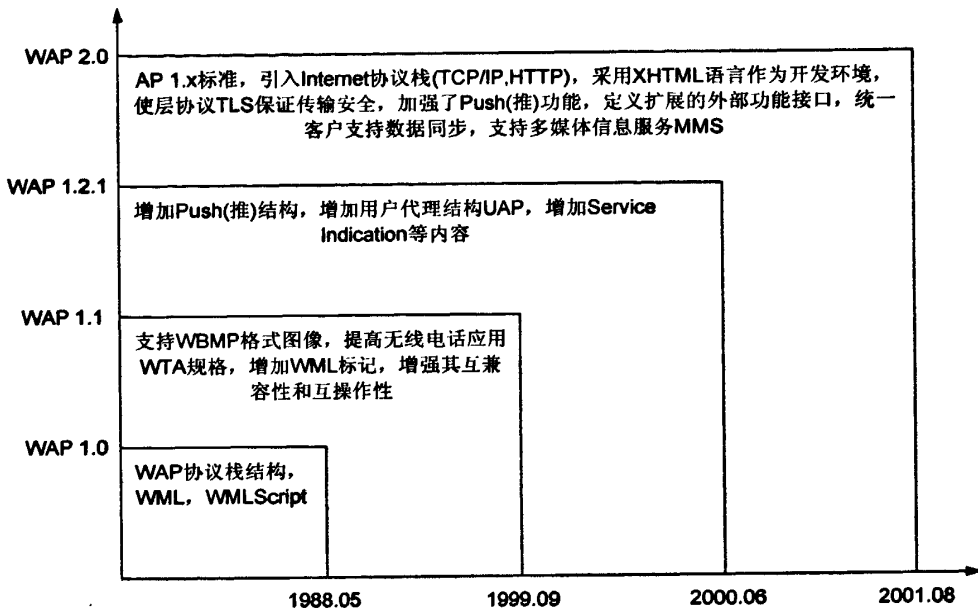 WAP 2.0
AP 1.x标准，引入Internet协议栈(TCP/IP,HTTP)，采用XHTML语言作为开发环境，
使层协议TLS保证传输安全，加强了Push(推)功能，定义扩展的外部功能接口，统一
客户支持数据同步，支持多媒体信息服务MMS
WAP 1.2.1
增加Push(推)结构，增加用户代理结构UAP，增加Service
Indication等内容
WAP 1.1
支持WBMP格式图像，提高无线电话应用
WTA规格，增加WML标记，增强其互兼
容性和互操作性
WAP 1.0
WAP协议栈结构，
WML，WMLScript
1988.05
1999.09
2000.06
2001.08